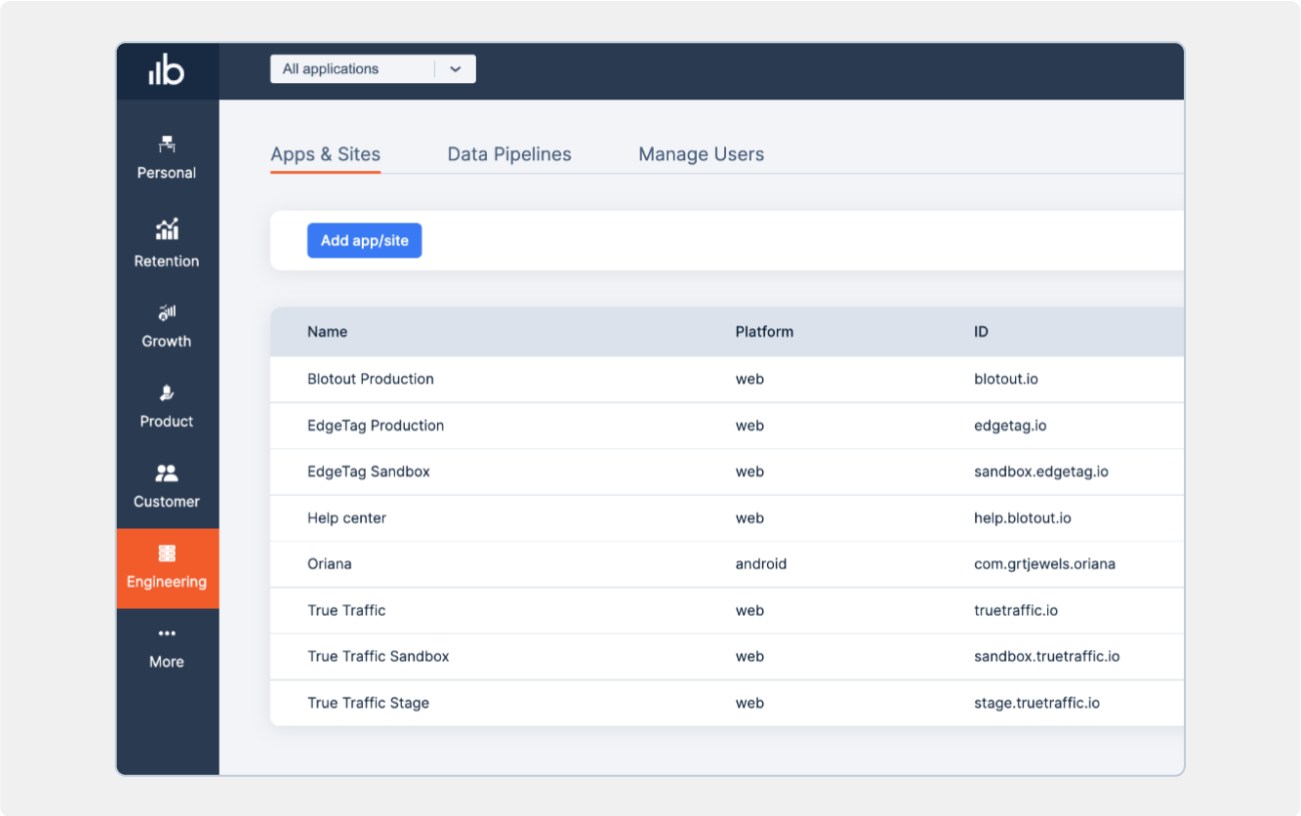 b
All applications
Personal
Retention
Growth
Product
Customer
Engineering
More
Apps & Sites Data Pipelines Manage Users
Add app/site
Name Platform ID
Blotout Production web blotout.io
EdgeTag Production web edgetag.io
EdgeTag Sandbox web sandbox.edgetag.io
Help center web help.blotout.io
Oriana android com.grtjewels.oriana
True Traffic web truetraffic.io
True Traffic Sandbox web sandbox.truetraffic.io
True Traffic Stage web stage.truetraffic.io